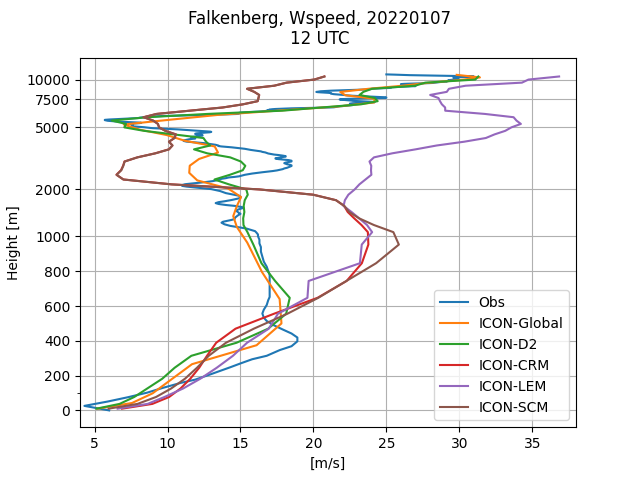 Falkenberg, Wspeed, 20220107
12 UTC
10000
7500
5000
2000
1000
800
600
400
200
0
Height [m]
5
10
15
20
25
30
35
[m/s]
Obs
ICON-Global
ICON-D2
ICON-CRM
ICON-LEM
ICON-SCM